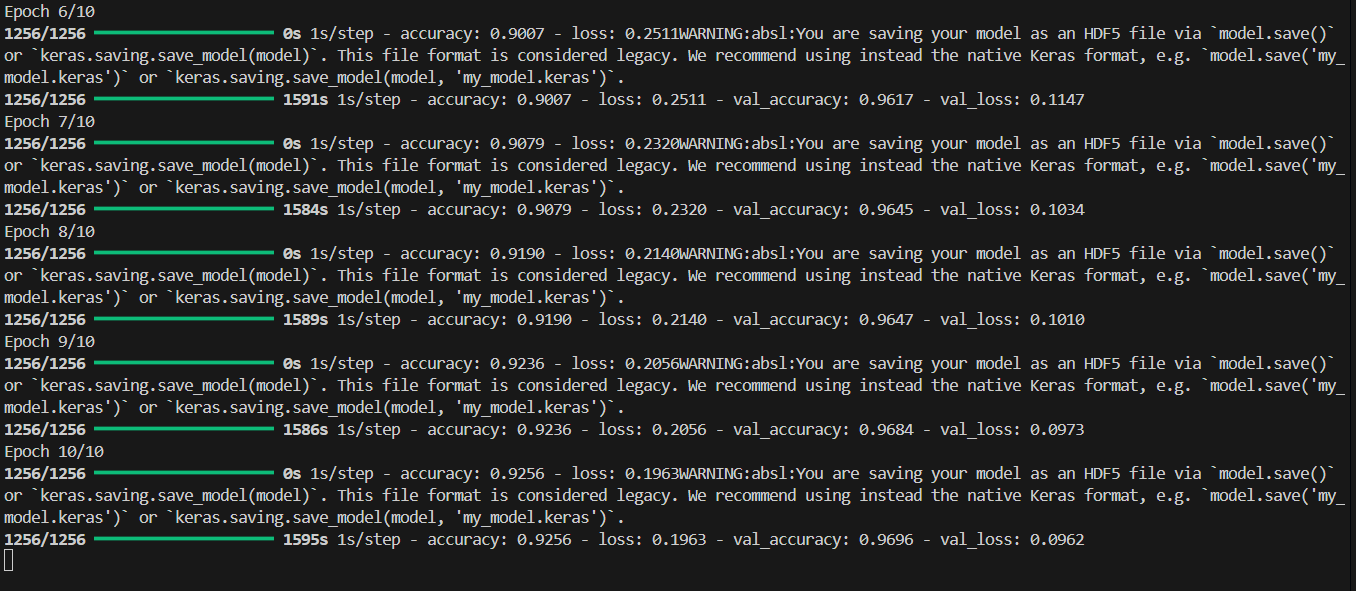 Epoch 6/10
1256/1256 0s 1s/step - accuracy: 0.9007 - loss: 0.2511WARNING:absl:You are saving your model as an HDF5 file via `model.save()`
or `keras.saving.save_model(model)`. This file format is considered legacy. We recommend using instead the native Keras format, e.g. `model.save('my_
model.keras')` or `keras.saving.save_model(model, 'my_model.keras')`.
1256/1256 1591s 1s/step - accuracy: 0.9007 - loss: 0.2511 - val_accuracy: 0.9617 - val_loss: 0.1147
Epoch 7/10
1256/1256 0s 1s/step - accuracy: 0.9079 - loss: 0.2320WARNING:absl:You are saving your model as an HDF5 file via `model.save()`
or `keras.saving.save_model(model)`. This file format is considered legacy. We recommend using instead the native Keras format, e.g. `model.save('my_
model.keras')` or `keras.saving.save_model(model, 'my_model.keras')`.
1256/1256 1584s 1s/step - accuracy: 0.9079 - loss: 0.2320 - val_accuracy: 0.9645 - val_loss: 0.1034
Epoch 8/10
1256/1256 0s 1s/step - accuracy: 0.9190 - loss: 0.2140WARNING:absl:You are saving your model as an HDF5 file via `model.save()`
or `keras.saving.save_model(model)`. This file format is considered legacy. We recommend using instead the native Keras format, e.g. `model.save('my_
model.keras')` or `keras.saving.save_model(model, 'my_model.keras')`.
1256/1256 1589s 1s/step - accuracy: 0.9190 - loss: 0.2140 - val_accuracy: 0.9647 - val_loss: 0.1010
Epoch 9/10
1256/1256 0s 1s/step - accuracy: 0.9236 - loss: 0.2056WARNING:absl:You are saving your model as an HDF5 file via `model.save()`
or `keras.saving.save_model(model)`. This file format is considered legacy. We recommend using instead the native Keras format, e.g. `model.save('my_
model.keras')` or `keras.saving.save_model(model, 'my_model.keras')`.
1256/1256 1586s 1s/step - accuracy: 0.9236 - loss: 0.2056 - val_accuracy: 0.9684 - val_loss: 0.0973
Epoch 10/10
1256/1256 0s 1s/step - accuracy: 0.9256 - loss: 0.1963WARNING:absl:You are saving your model as an HDF5 file via `model.save()`
or `keras.saving.save_model(model)`. This file format is considered legacy. We recommend using instead the native Keras format, e.g. `model.save('my_
model.keras')` or `keras.saving.save_model(model, 'my_model.keras')`.
1256/1256 1595s 1s/step - accuracy: 0.9256 - loss: 0.1963 - val_accuracy: 0.9696 - val_loss: 0.0962